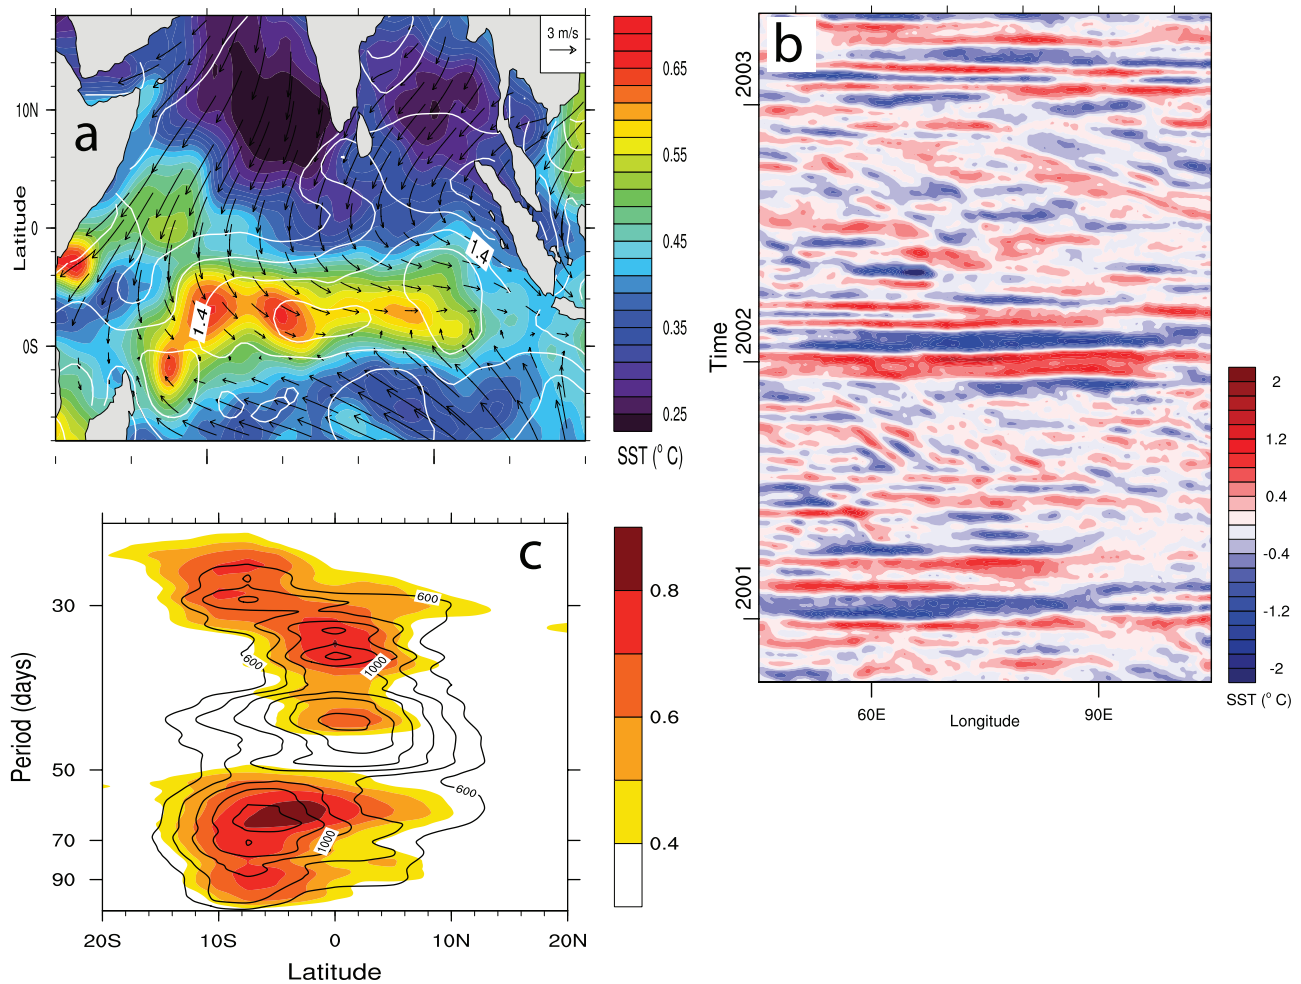 3 m/s
a
10N
0
0S
Latitude
1.4
1.4
0.65
0.55
0.45
0.35
0.25
SST (° C)
b
2003
2002
2001
Time
60E
90E
Longitude
2
1.2
0.4
-0.4
-1.2
-2
SST (° C)
c
30
50
70
90
Period (days)
600
600
1000
600
1000
20S
10S
0
10N
20N
Latitude
0.8
0.6
0.4